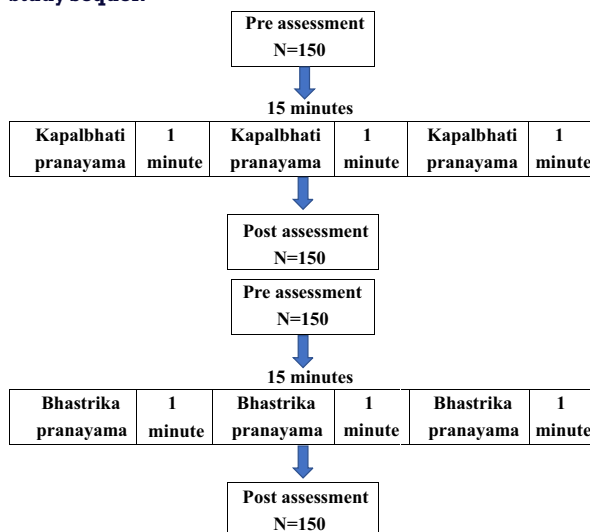 Pre assessment
N=150
15 minutes
Kapalbhati pranayama 1 minute Kapalbhati pranayama 1 minute Kapalbhati pranayama 1 minute
Post assessment
N=150
Pre assessment
N=150
15 minutes
Bhastrika pranayama 1 minute Bhastrika pranayama 1 minute Bhastrika pranayama 1 minute
Post assessment
N=150